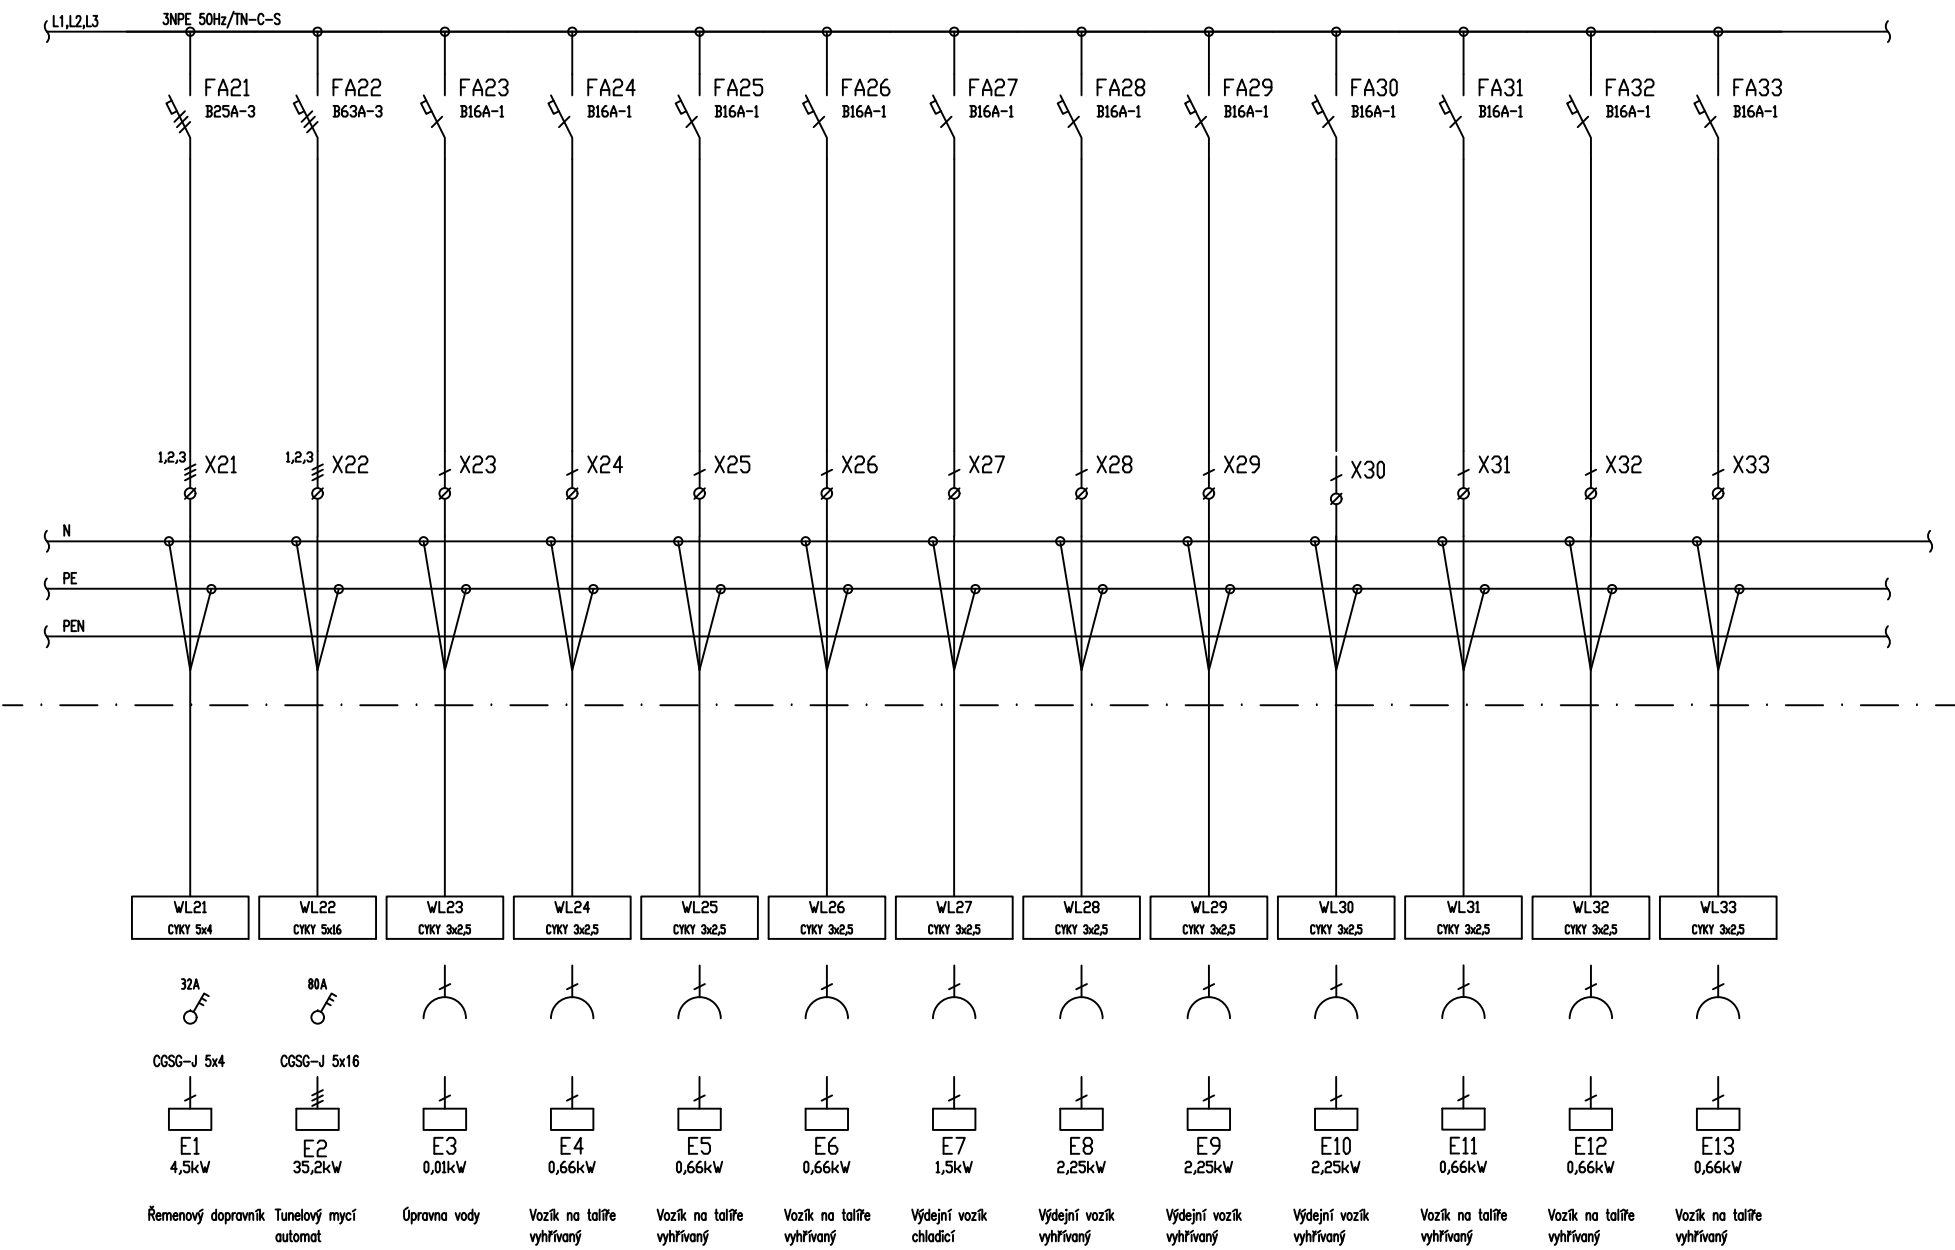 L1,L2,L3 3NPE 50Hz/TN-C-S
FA21 FA22 FA23 FA24 FA25 FA26 FA27 FA28 FA29 FA30 FA31 FA32 FA33
B25A-3 B63A-3 B16A-1 B16A-1 B16A-1 B16A-1 B16A-1 B16A-1 B16A-1 B16A-1 B16A-1 B16A-1 B16A-1
1,2,3 X21 1,2,3 X22 X23 X24 X25 X26 X27 X28 X29 X30 X31 X32 X33
N
PE
PEN
WL21 WL22 WL23 WL24 WL25 WL26 WL27 WL28 WL29 WL30 WL31 WL32 WL33
CYKY 5x4 CYKY 5x16 CYKY 3x2,5 CYKY 3x2,5 CYKY 3x2,5 CYKY 3x2,5 CYKY 3x2,5 CYKY 3x2,5 CYKY 3x2,5 CYKY 3x2,5 CYKY 3x2,5 CYKY 3x2,5 CYKY 3x2,5
32A 80A
CGSG-J 5x4 CGSG-J 5x16
E1 E2 E3 E4 E5 E6 E7 E8 E9 E10 E11 E12 E13
4,5kW 35,2kW 0,01kW 0,66kW 0,66kW 0,66kW 1,5kW 2,25kW 2,25kW 2,25kW 0,66kW 0,66kW 0,66kW
Řemenový dopravník Tunelový mycí Úpravna vody Vozík na talíře Vozík na talíře Vozík na talíře Výdejní vozík Výdejní vozík Výdejní vozík Výdejní vozík Vozík na talíře Vozík na talíře Vozík na talíře
automat vyhřívaný vyhřívaný vyhřívaný chladicí vyhřívaný vyhřívaný vyhřívaný vyhřívaný vyhřívaný vyhřívaný